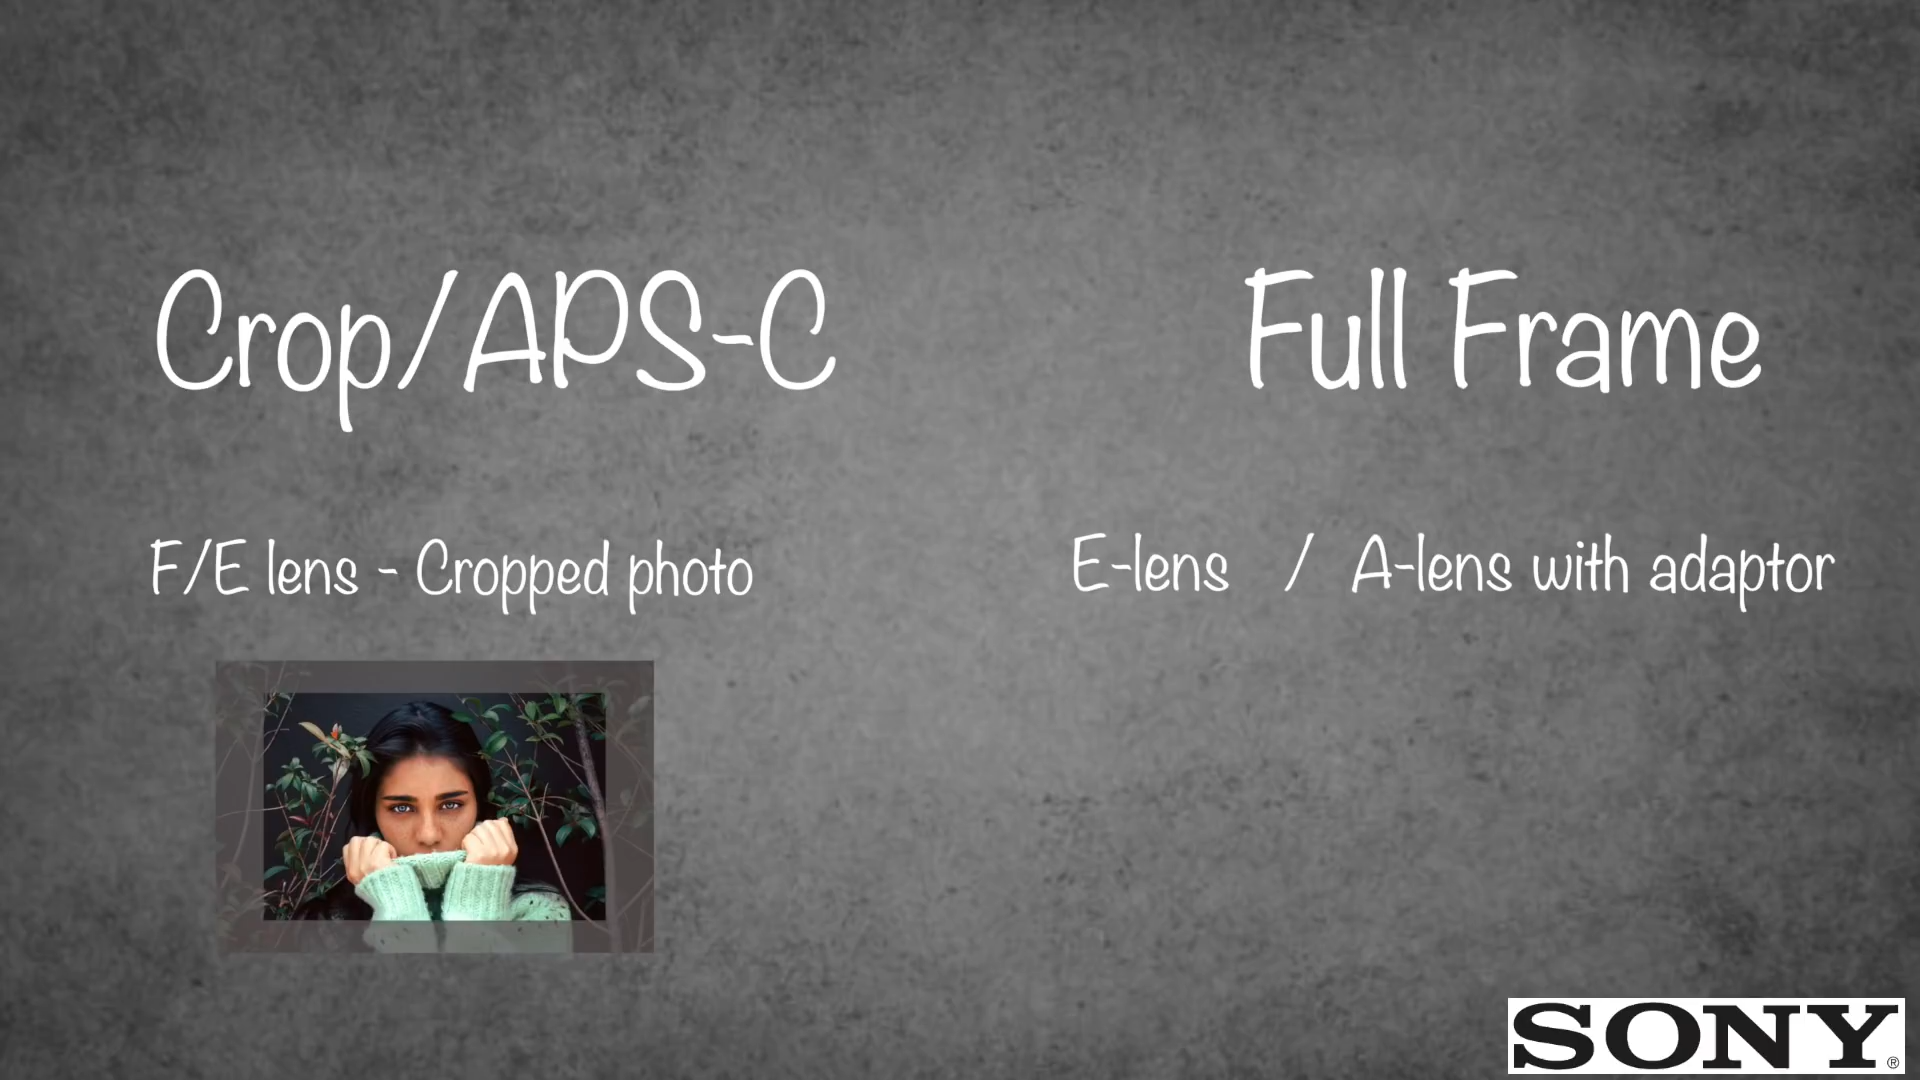 Crop/APS-C
Full Frame
F/E lens - Cropped photo
E-lens / A-lens with adaptor
SONY®